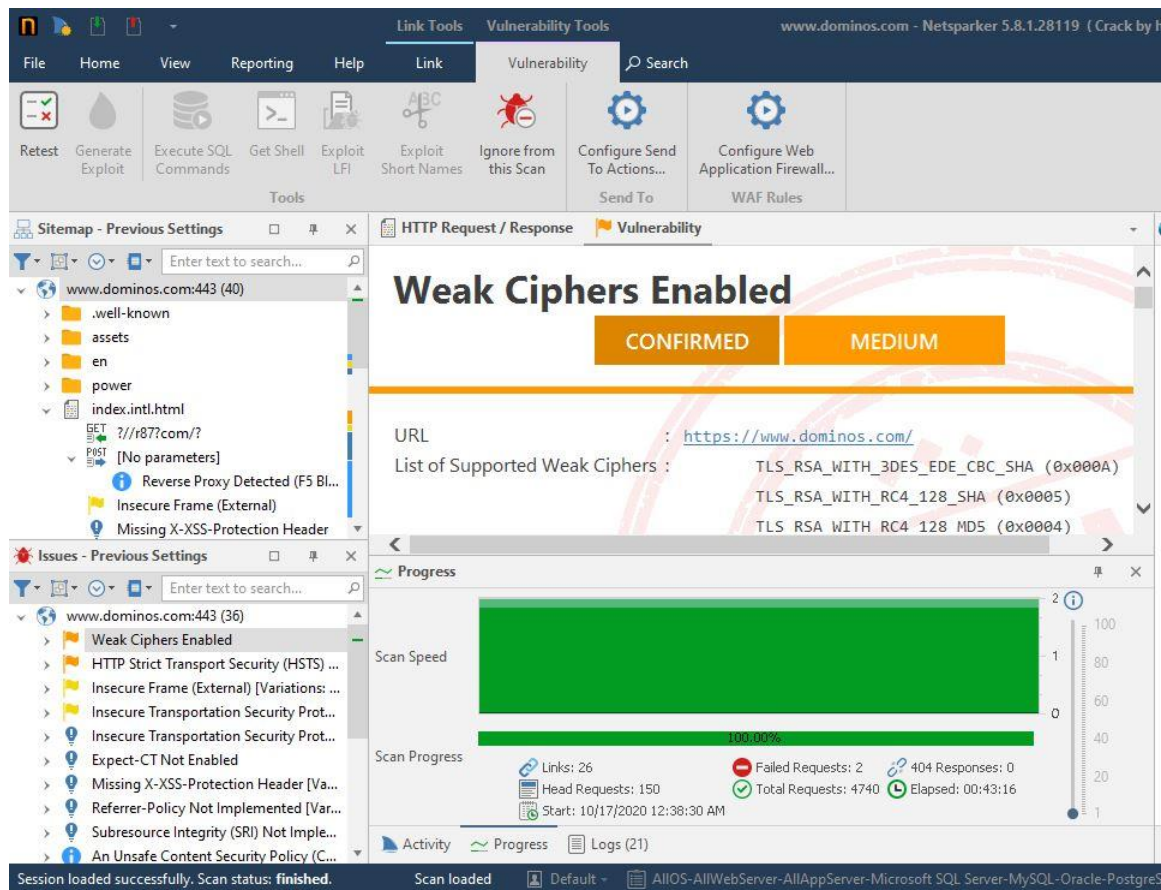 n
Link Tools Vulnerability Tools www.dominos.com - Netsparker 5.8.1.28119 ( Crack by
File Home View Reporting Help Link Vulnerability Search
Retest Generate Exploit Execute SQL Commands Get Shell Exploit LFI Exploit Short Names Ignore from this Scan Configure Send To Actions... Configure Web Application Firewall...
Tools Send To WAF Rules
Sitemap - Previous Settings
Enter text to search...
www.dominos.com:443 (40)
.well-known
assets
en
power
index.intl.html
GET ?//r87?com/?
POST [No parameters]
Reverse Proxy Detected (F5 BI...
Insecure Frame (External)
Missing X-XSS-Protection Header
HTTP Request / Response Vulnerability
Weak Ciphers Enabled
CONFIRMED MEDIUM
URL : https://www.dominos.com/
List of Supported Weak Ciphers : TLS_RSA_WITH_3DES_EDE_CBC_SHA (0x000A)
TLS_RSA_WITH_RC4_128_SHA (0x0005)
TLS RSA WITH RC4 128 MD5 (0x0004)
Issues - Previous Settings
Enter text to search...
www.dominos.com:443 (36)
Weak Ciphers Enabled
HTTP Strict Transport Security (HSTS) ...
Insecure Frame (External) [Variations: ...
Insecure Transportation Security Prot...
Insecure Transportation Security Prot...
Expect-CT Not Enabled
Missing X-XSS-Protection Header [Va...
Referrer-Policy Not Implemented [Var...
Subresource Integrity (SRI) Not Imple...
An Unsafe Content Security Policy (C...
Progress
Scan Speed
2
1
0
100
80
60
40
20
1
Scan Progress
100.00%
Links: 26 Failed Requests: 2 404 Responses: 0
Head Requests: 150 Total Requests: 4740 Elapsed: 00:43:16
Start: 10/17/2020 12:38:30 AM
Activity Progress Logs (21)
Session loaded successfully. Scan status: finished. Scan loaded Default AllOS-AllWebServer-AllAppServer-Microsoft SQL Server-MySQL-Oracle-PostgreS